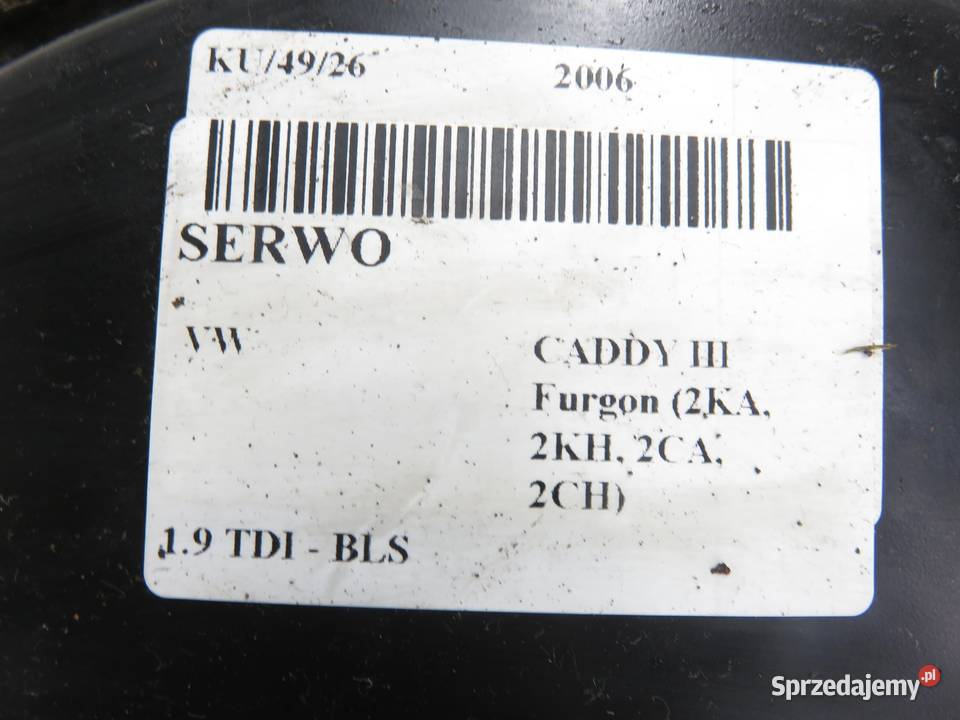 KU/49/26 2006
SERWO
VW CADDY III
Furgon (2KA,
2KH, 2CA,
2CH)
1.9 TDI - BLS
Sprzedajemy.pl